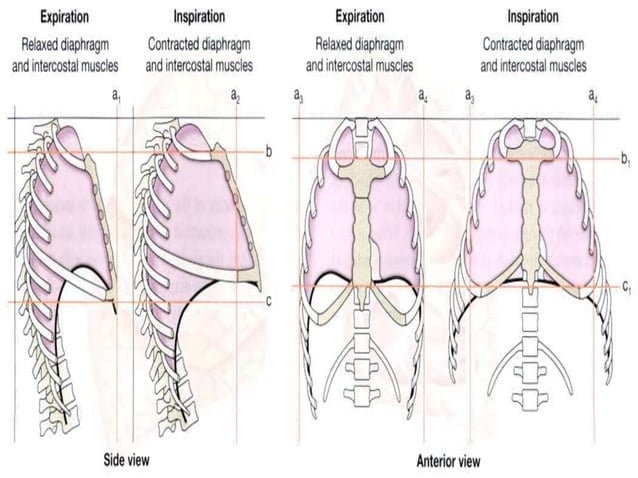 Expiration
Relaxed diaphragm
and intercostal muscles
Inspiration
Contracted diaphragm
and intercostal muscles
Expiration
Relaxed diaphragm
and intercostal muscles
Inspiration
Contracted diaphragm
and intercostal muscles
a1
a2
a3
a4
a3
a4
b
b1
c
c1
Side view
Anterior view